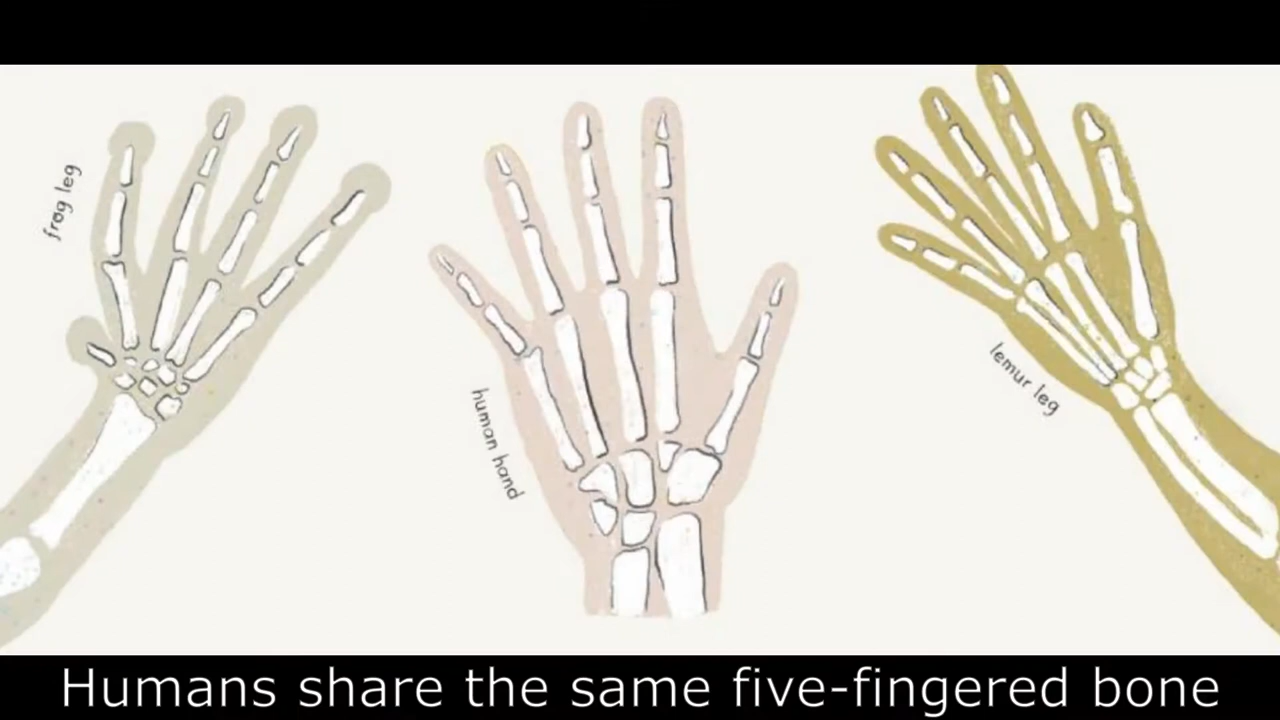 frog leg
human hand
lemur leg
Humans share the same five-fingered bone